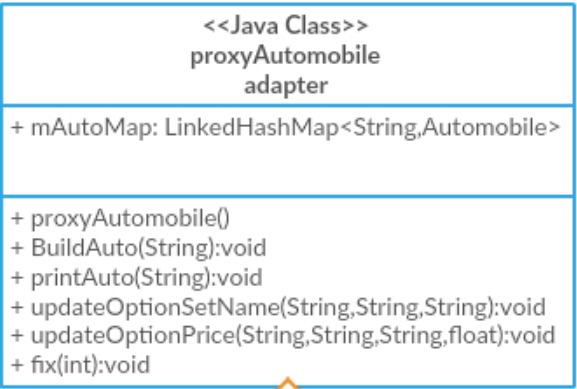 <<Java Class>>
proxyAutomobile
adapter
+ mAutoMap: LinkedHashMap<String,Automobile>
+ proxyAutomobile()
+ BuildAuto(String):void
+ printAuto(String):void
+ updateOptionSetName(String,String,String):void
+ updateOptionPrice(String,String,String,float):void
+ fix(int):void